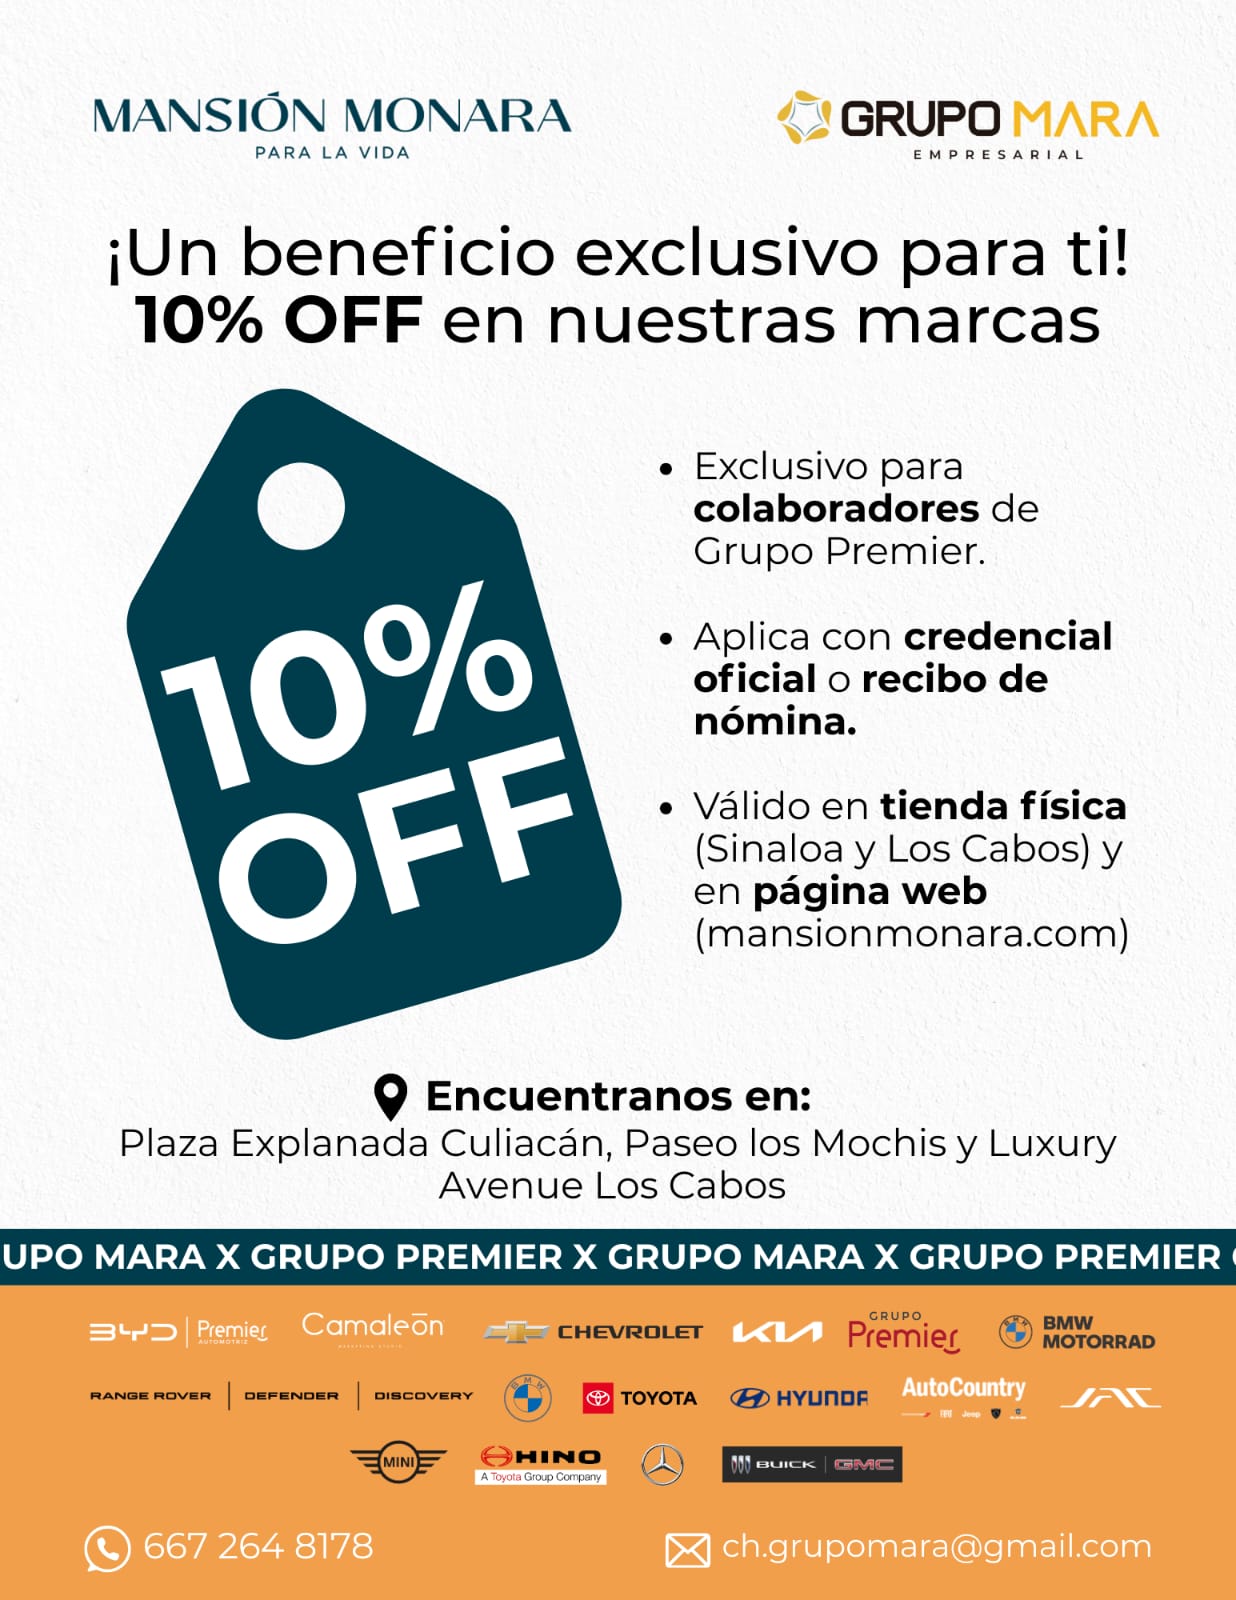 MANSIÓN MONARA
PARA LA VIDA
GRUPO MARA
EMPRESARIAL
¡Un beneficio exclusivo para ti!
10% OFF en nuestras marcas
10%
OFF
• Exclusivo para
colaboradores de
Grupo Premier.
• Aplica con credencial
oficial o recibo de
nómina.
• Válido en tienda física
(Sinaloa y Los Cabos) y
en página web
(mansionmonara.com)
Encuentranos en:
Plaza Explanada Culiacán, Paseo los Mochis y Luxury
Avenue Los Cabos
UPO MARA X GRUPO PREMIER X GRUPO MARA X GRUPO PREMIER
BYD | Premier AUTOMOTRIZ
Camaleōn
CHEVROLET
KIA
GRUPO
Premier
BMW
MOTORRAD
RANGE ROVER | DEFENDER | DISCOVERY
BMW
TOYOTA
HYUNDAI
AutoCountry
FIAT Jeep
JAC
MINI
HINO
A Toyota Group Company
BUICK | GMC
667 264 8178
ch.grupomara@gmail.com